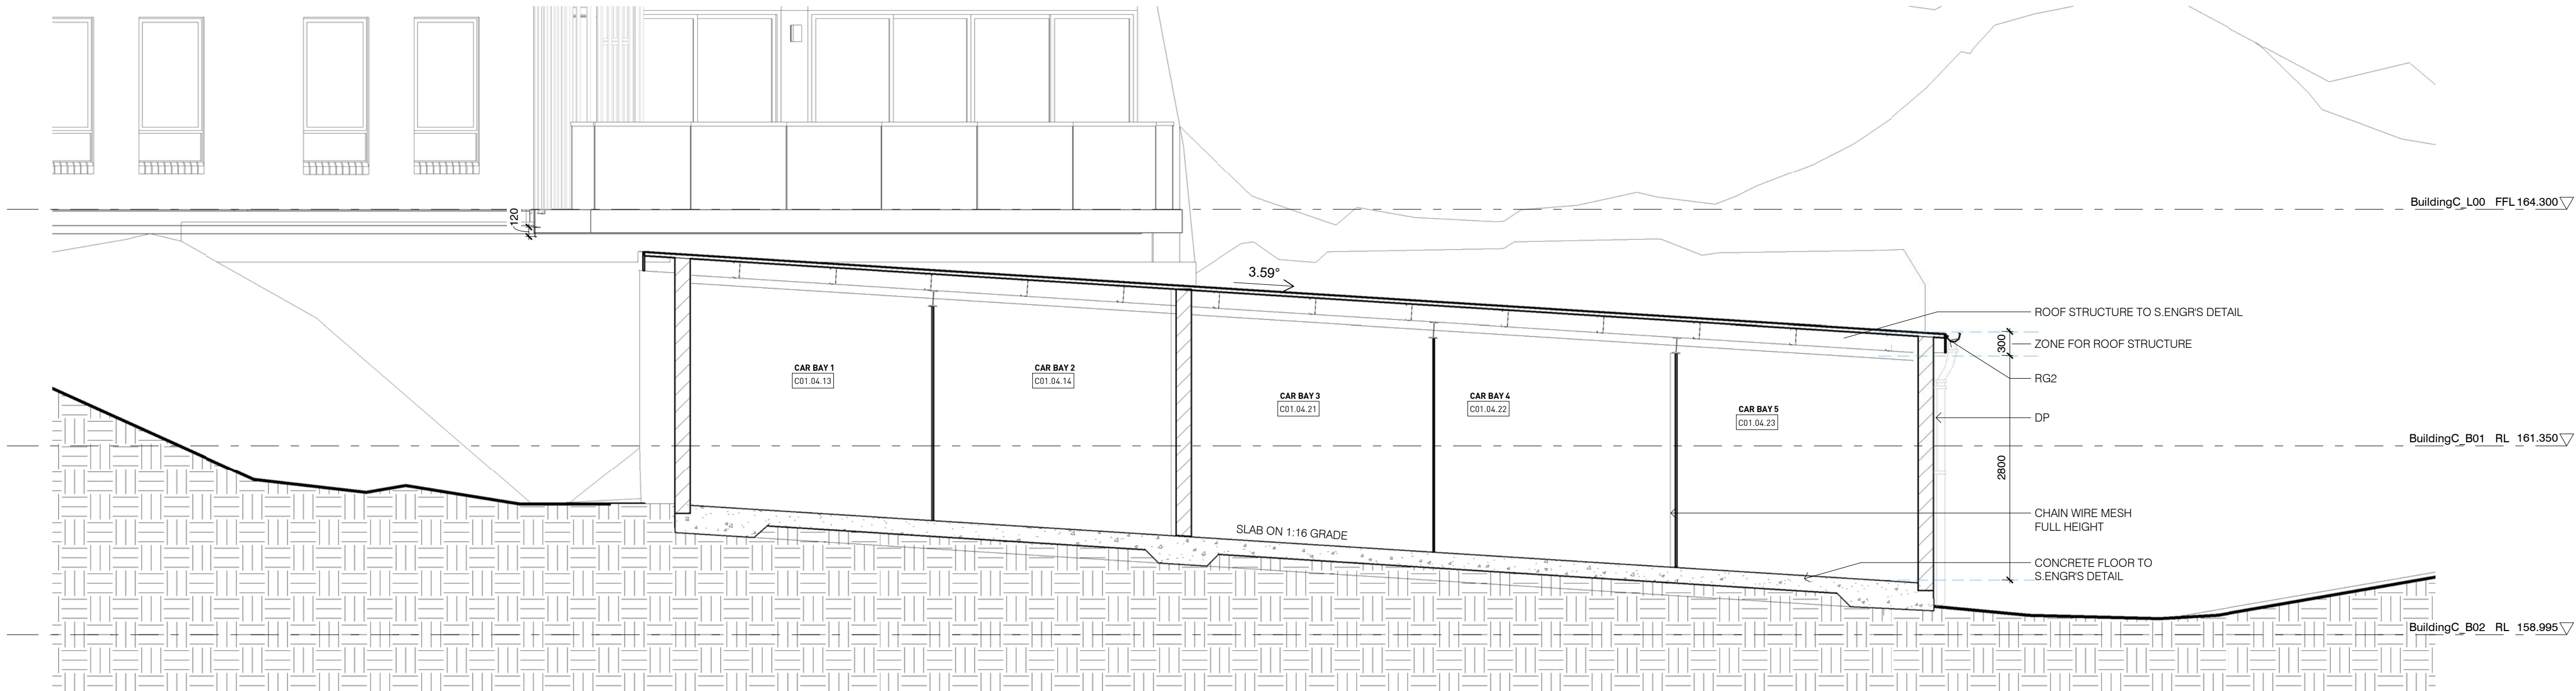 BuildingC_L00 FFL 164.300
120
3.59°
ROOF STRUCTURE TO S.ENGR'S DETAIL
300
ZONE FOR ROOF STRUCTURE
CAR BAY 1
C01.04.13
CAR BAY 2
C01.04.14
RG2
CAR BAY 3
C01.04.21
CAR BAY 4
C01.04.22
CAR BAY 5
C01.04.23
DP
BuildingC_B01 RL 161.350
2800
CHAIN WIRE MESH
FULL HEIGHT
SLAB ON 1:16 GRADE
CONCRETE FLOOR TO
S.ENGR'S DETAIL
BuildingC_B02 RL 158.995